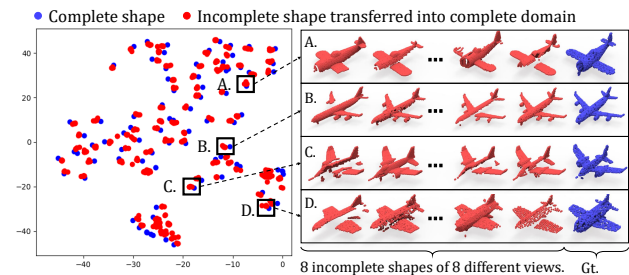 Complete shape
Incomplete shape transferred into complete domain
40
20
0
−20
−40
−40
−30
−20
−10
0
A.
B.
C.
D.
A.
...
B.
...
C.
...
D.
...
8 incomplete shapes of 8 different views.
Gt.